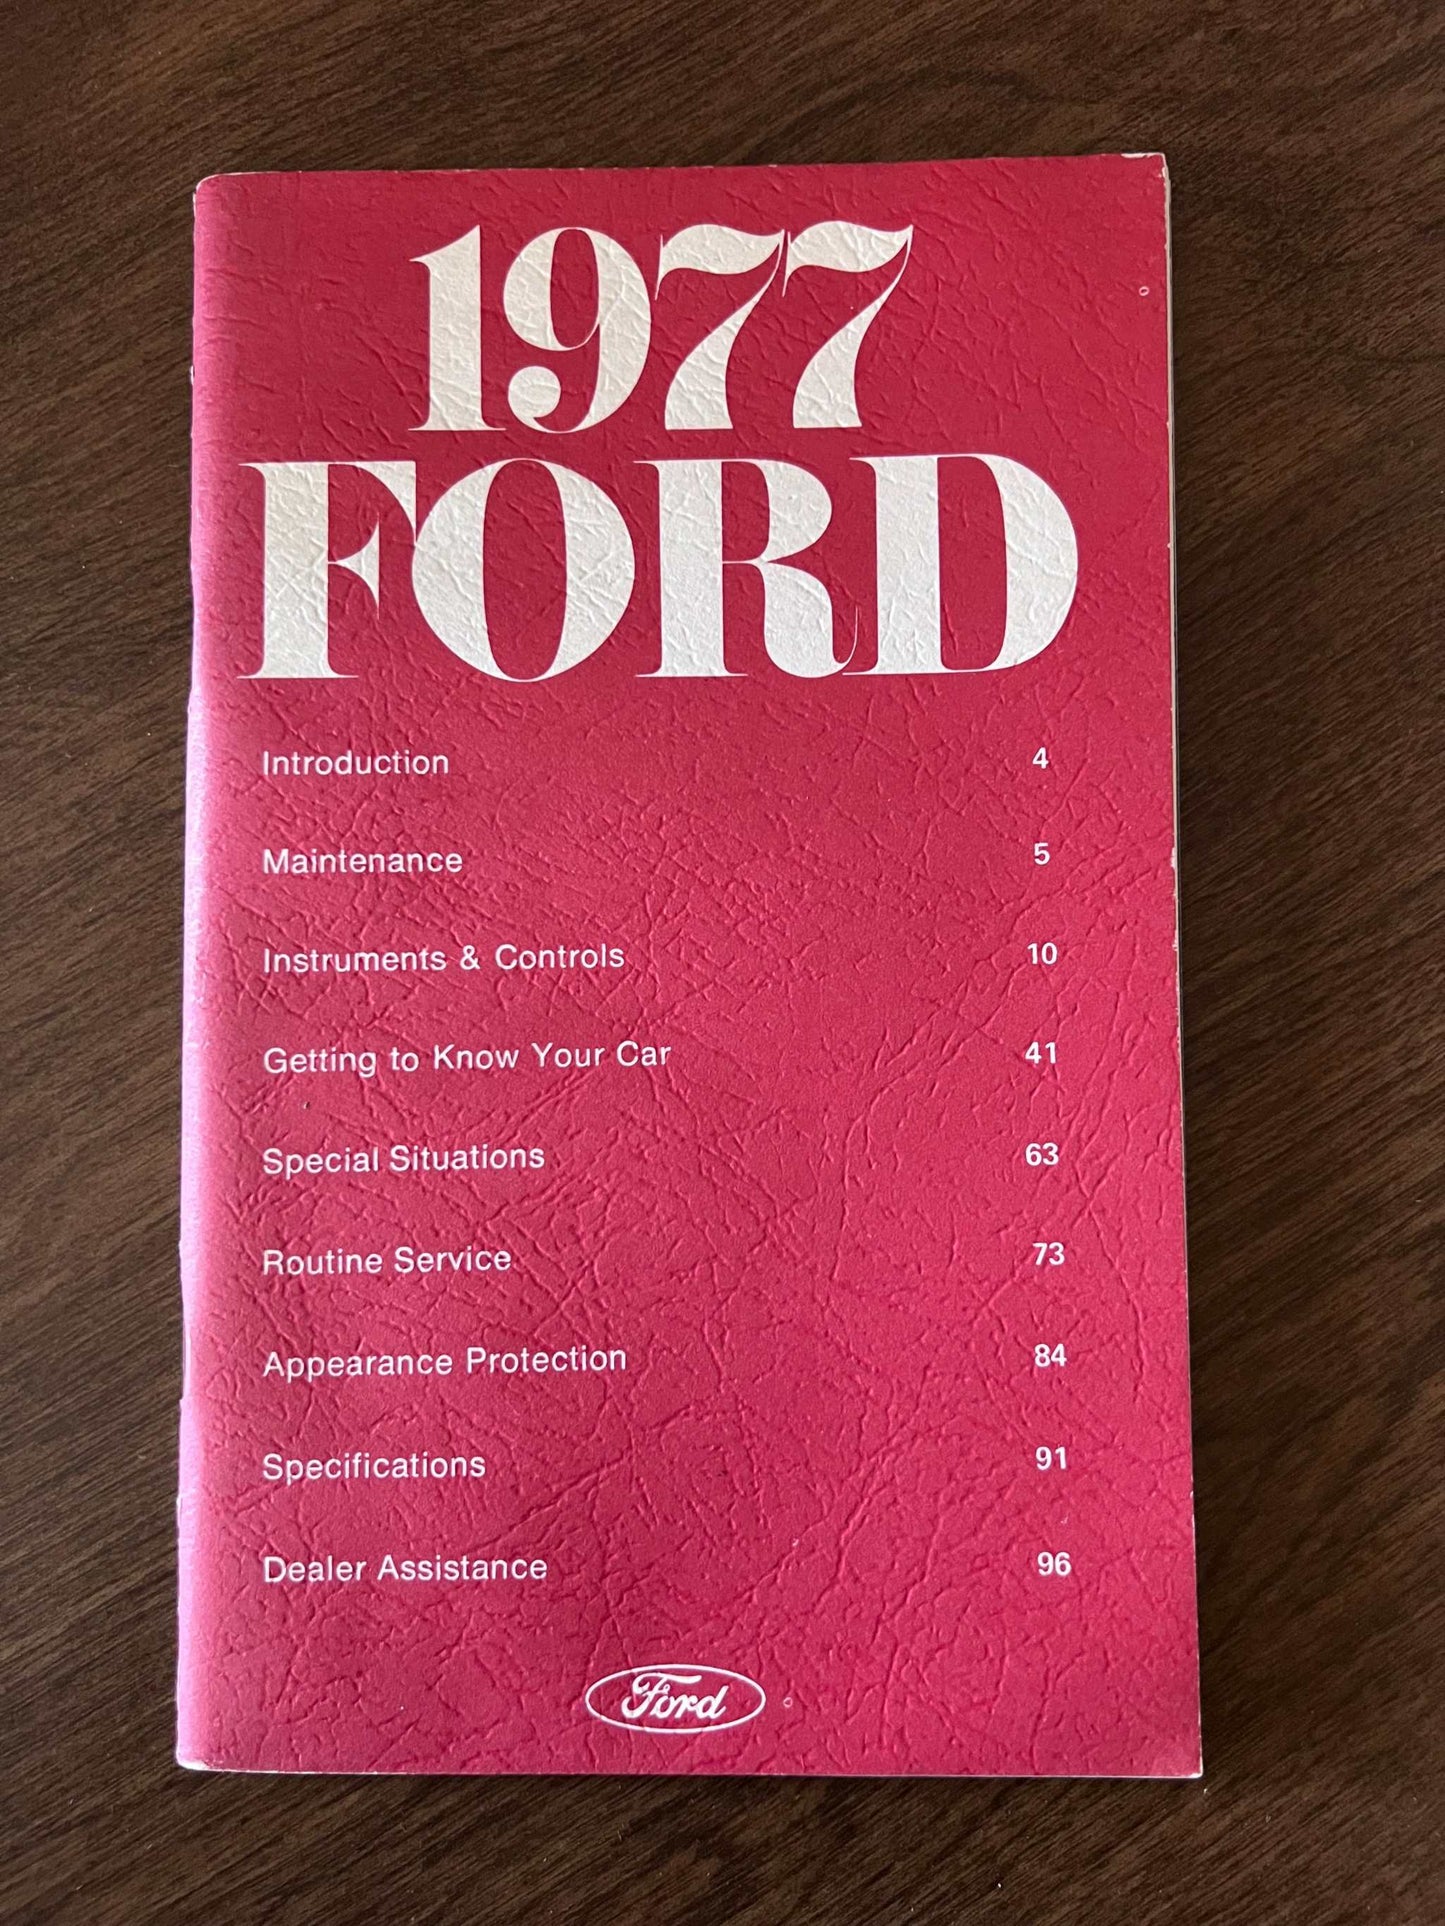 1977
FORD
Introduction 4
Maintenance 5
Instruments & Controls 10
Getting to Know Your Car 41
Special Situations 63
Routine Service 73
Appearance Protection 84
Specifications 91
Dealer Assistance 96
Ford